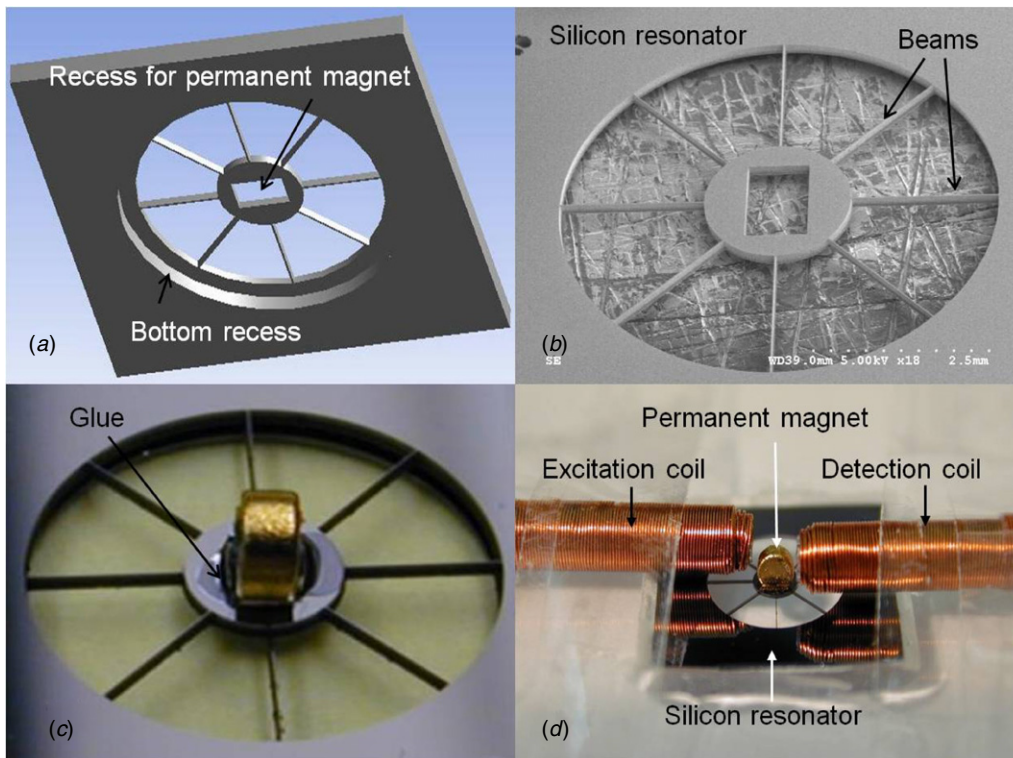 Recess for permanent magnet
Bottom recess
(a)
Silicon resonator
Beams
(b)
SE
WD39.0mm 5.00kV x18 2.5mm
Glue
(c)
Permanent magnet
Excitation coil
Detection coil
Silicon resonator
(d)